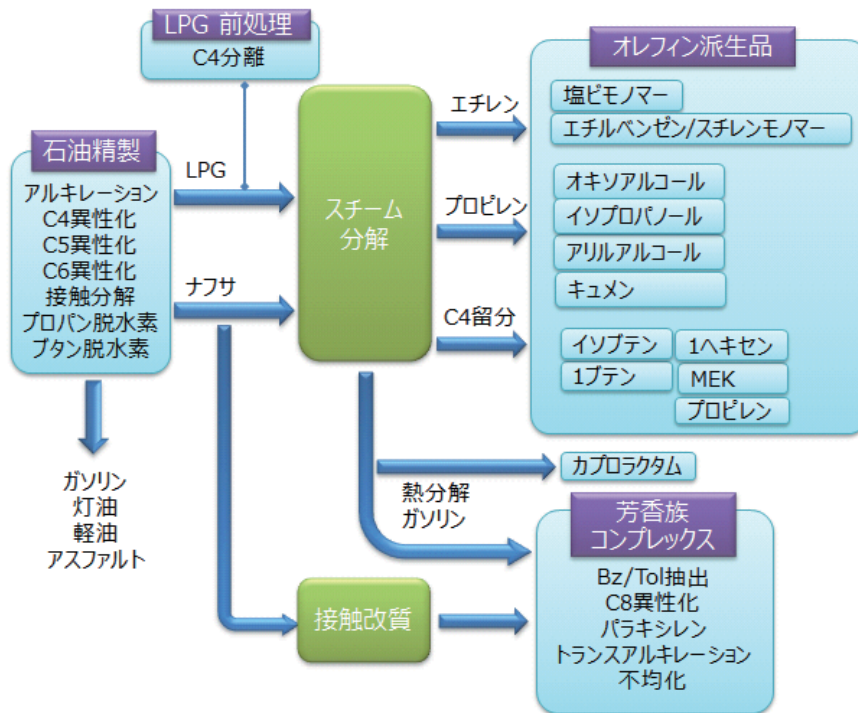 LPG 前処理
C4分離
石油精製
アルキレーション
C4異性化
C5異性化
C6異性化
接触分解
プロパン脱水素
ブタン脱水素
ガソリン
灯油
軽油
アスファルト
LPG
ナフサ
スチーム
分解
エチレン
プロピレン
C4留分
オレフィン派生品
塩ビモノマー
エチルベンゼン/スチレンモノマー
オキソアルコール
イソプロパノール
アリルアルコール
キュメン
イソブテン
1ヘキセン
1ブテン
MEK
プロピレン
カプロラクタム
熱分解
ガソリン
接触改質
芳香族
コンプレックス
Bz/Tol抽出
C8異性化
パラキシレン
トランスアルキレーション
不均化